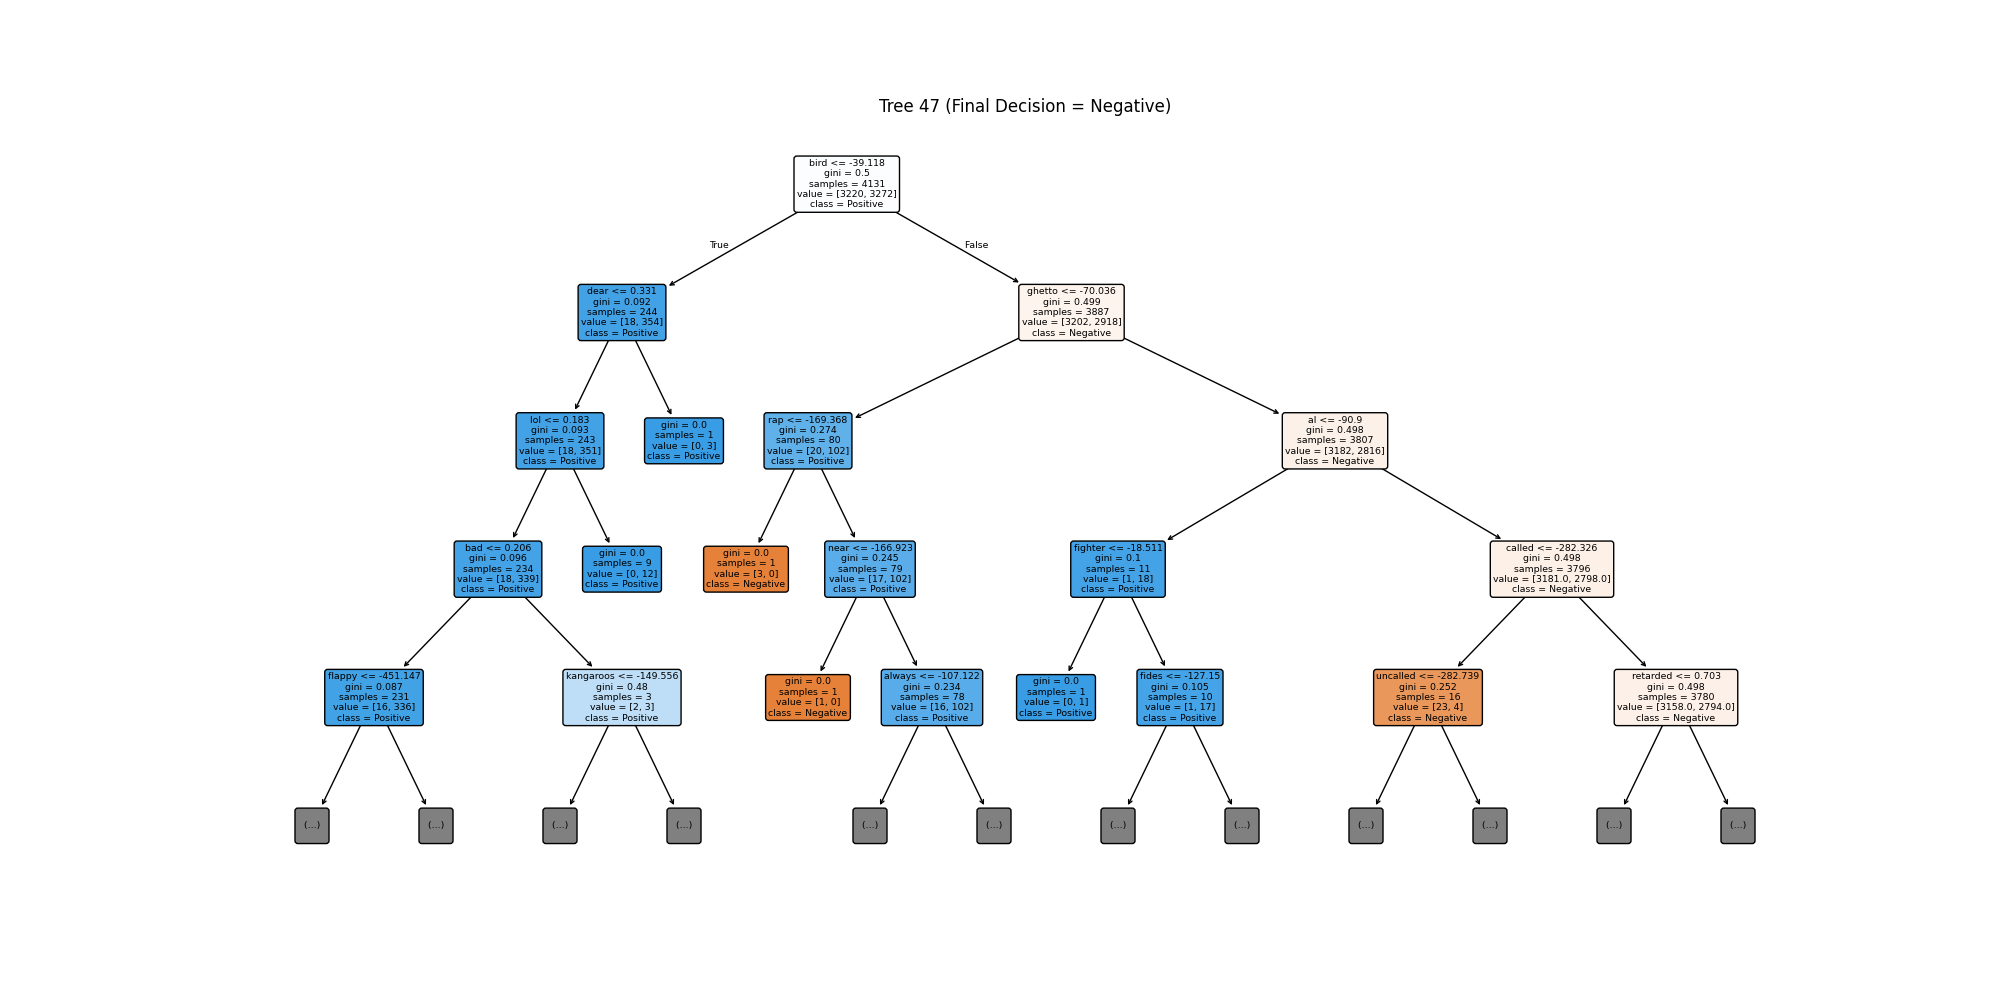 Tree 47 (Final Decision = Negative)
bird <= -39.118
gini = 0.5
samples = 4131
value = [3220, 3272]
class = Positive
True
False
dear <= 0.331
gini = 0.092
samples = 244
value = [18, 354]
class = Positive
ghetto <= -70.036
gini = 0.499
samples = 3887
value = [3202, 2918]
class = Negative
lol <= 0.183
gini = 0.093
samples = 243
value = [18, 351]
class = Positive
gini = 0.0
samples = 1
value = [0, 3]
class = Positive
rap <= -169.368
gini = 0.274
samples = 80
value = [20, 102]
class = Positive
al <= -90.9
gini = 0.498
samples = 3807
value = [3182, 2816]
class = Negative
bad <= 0.206
gini = 0.096
samples = 234
value = [18, 339]
class = Positive
gini = 0.0
samples = 9
value = [0, 12]
class = Positive
gini = 0.0
samples = 1
value = [3, 0]
class = Negative
near <= -166.923
gini = 0.245
samples = 79
value = [17, 102]
class = Positive
fighter <= -18.511
gini = 0.1
samples = 11
value = [1, 18]
class = Positive
called <= -282.326
gini = 0.498
samples = 3796
value = [3181.0, 2798.0]
class = Negative
flappy <= -451.147
gini = 0.087
samples = 231
value = [16, 336]
class = Positive
kangaroos <= -149.556
gini = 0.48
samples = 3
value = [2, 3]
class = Positive
gini = 0.0
samples = 1
value = [1, 0]
class = Negative
always <= -107.122
gini = 0.234
samples = 78
value = [16, 102]
class = Positive
gini = 0.0
samples = 1
value = [0, 1]
class = Positive
fides <= -127.15
gini = 0.105
samples = 10
value = [1, 17]
class = Positive
uncalled <= -282.739
gini = 0.252
samples = 16
value = [23, 4]
class = Negative
retarded <= 0.703
gini = 0.498
samples = 3780
value = [3158.0, 2794.0]
class = Negative
(...)
(...)
(...)
(...)
(...)
(...)
(...)
(...)
(...)
(...)
(...)
(...)